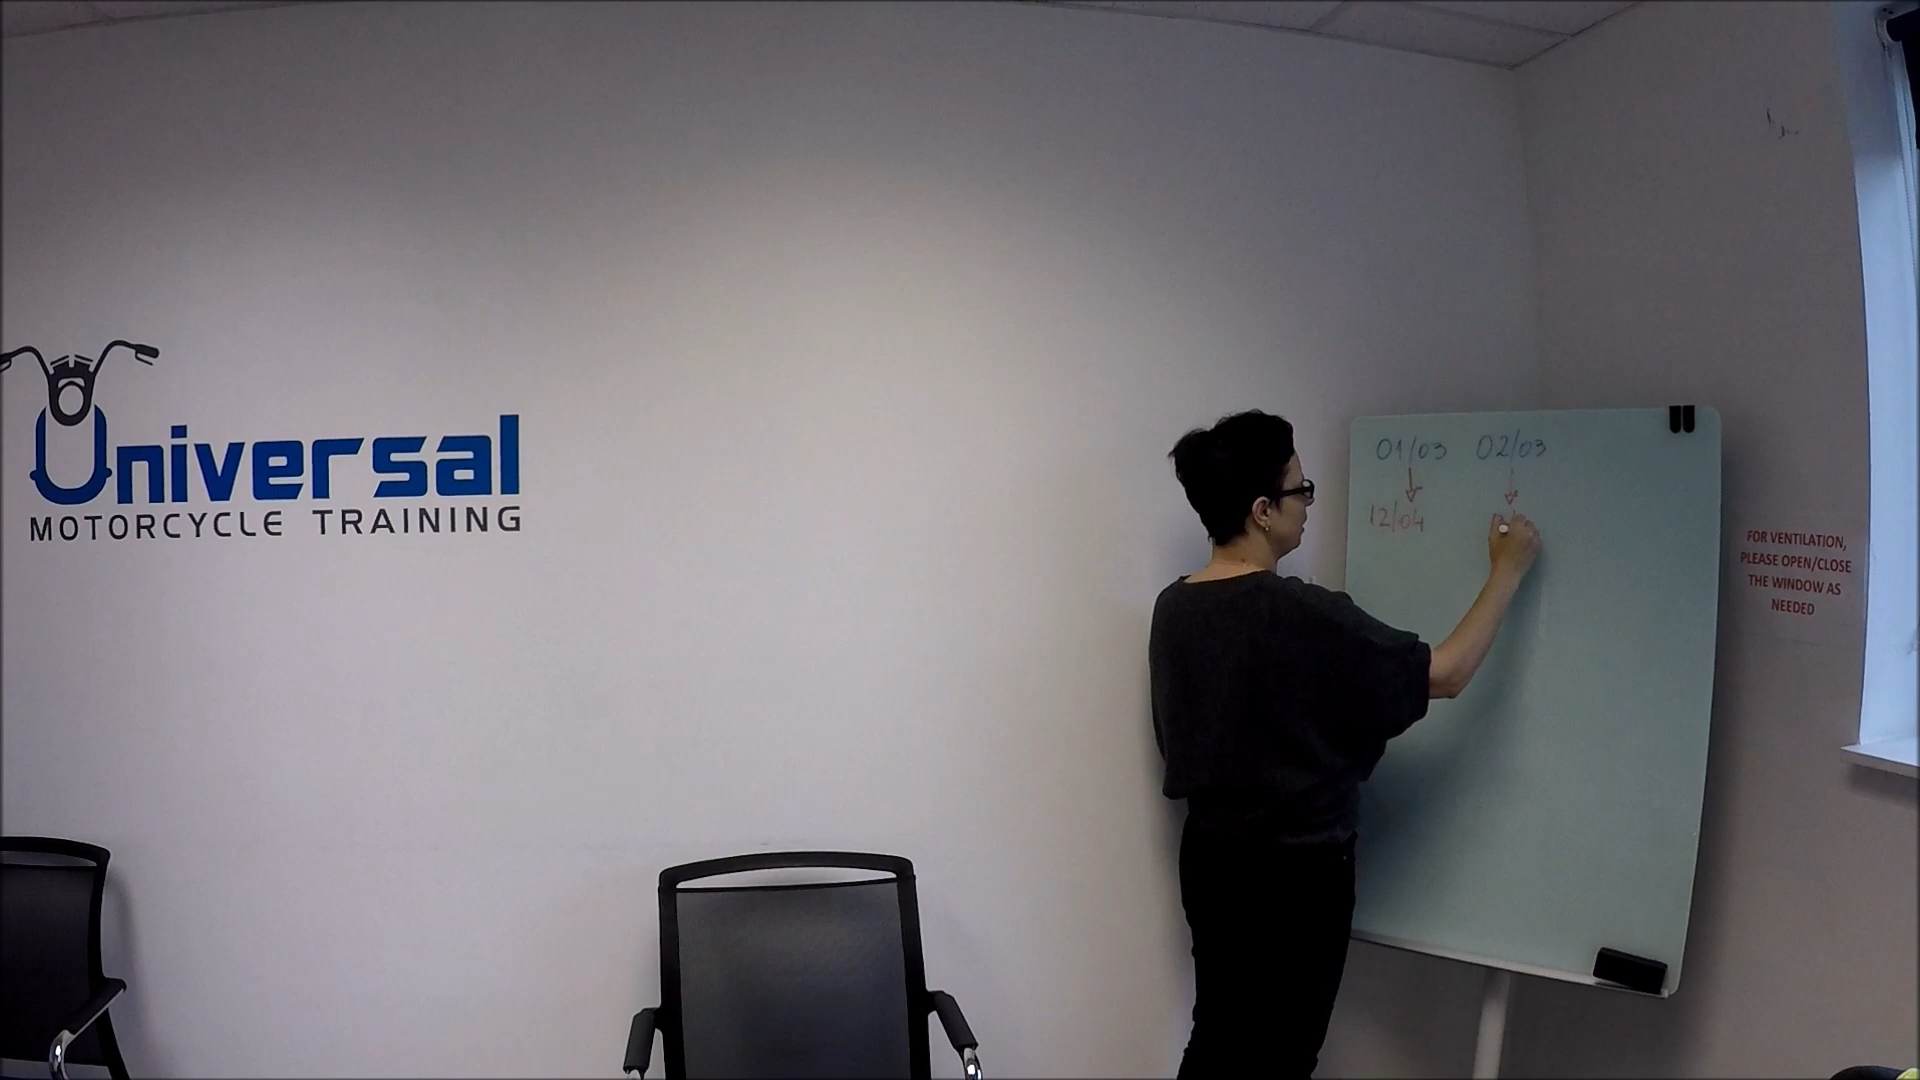 Universal
MOTORCYCLE TRAINING
01/03 02/03
12/04
FOR VENTILATION,
PLEASE OPEN/CLOSE
THE WINDOW AS
NEEDED